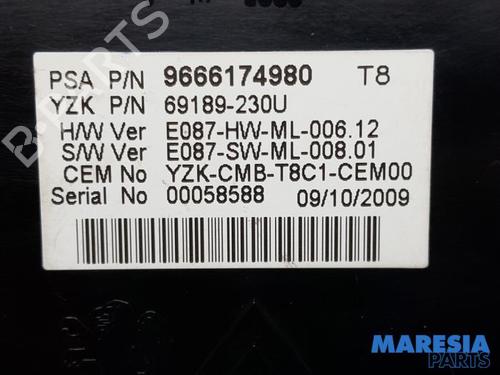 PSA P/N 9666174980 T8
YZK P/N 69189-230U
H/W Ver E087-HW-ML-006.12
S/W Ver E087-SW-ML-008.01
CEM No YZK-CMB-T8C1-CEM00
Serial No 00058588 09/10/2009
B-PARTS
MARESIA
PARTS